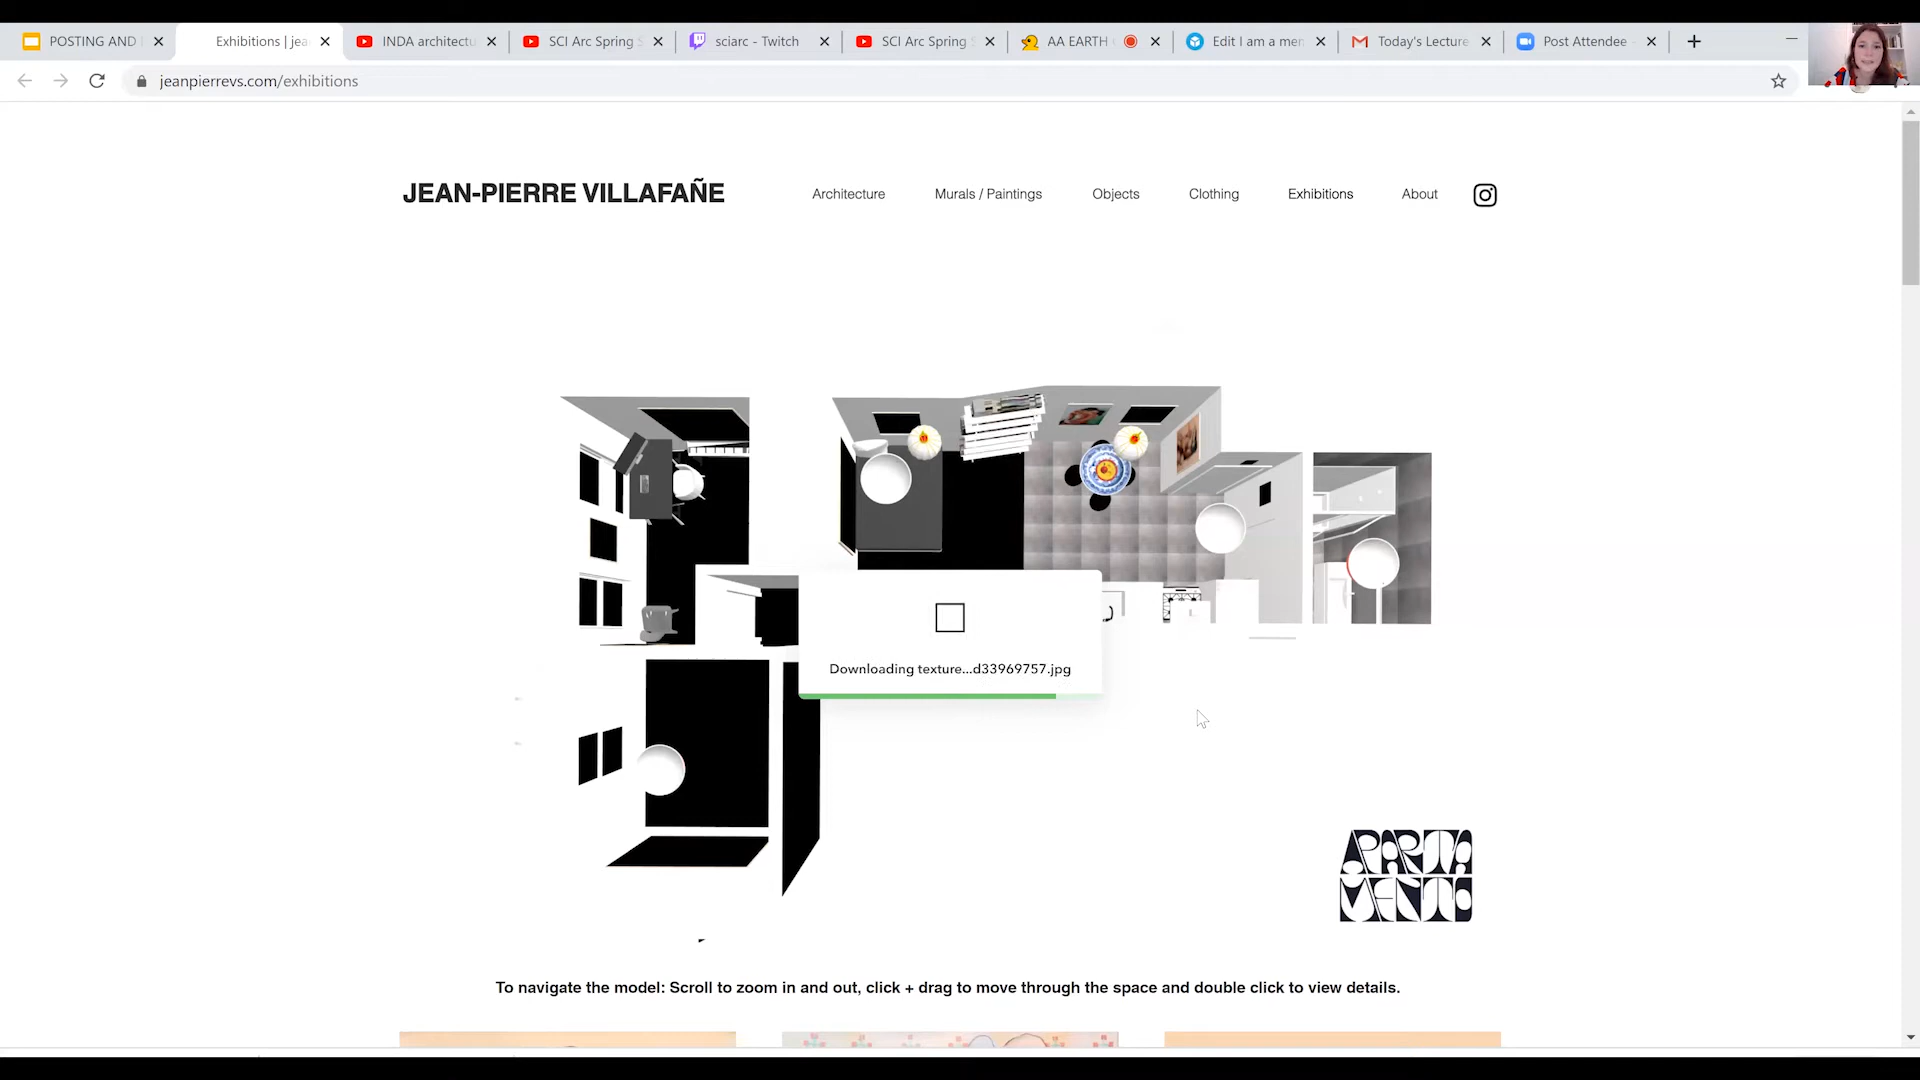 POSTING AND
Exhibitions | jea
INDA architectu
SCI Arc Spring S
sciarc - Twitch
SCI Arc Spring S
AA EARTH
Edit I am a mem
Today's Lecture
Post Attendee -
jeanpierrevs.com/exhibitions
JEAN-PIERRE VILLAFAÑE
Architecture
Murals / Paintings
Objects
Clothing
Exhibitions
About
Downloading texture...d33969757.jpg
APARTA
MENTO
To navigate the model: Scroll to zoom in and out, click + drag to move through the space and double click to view details.